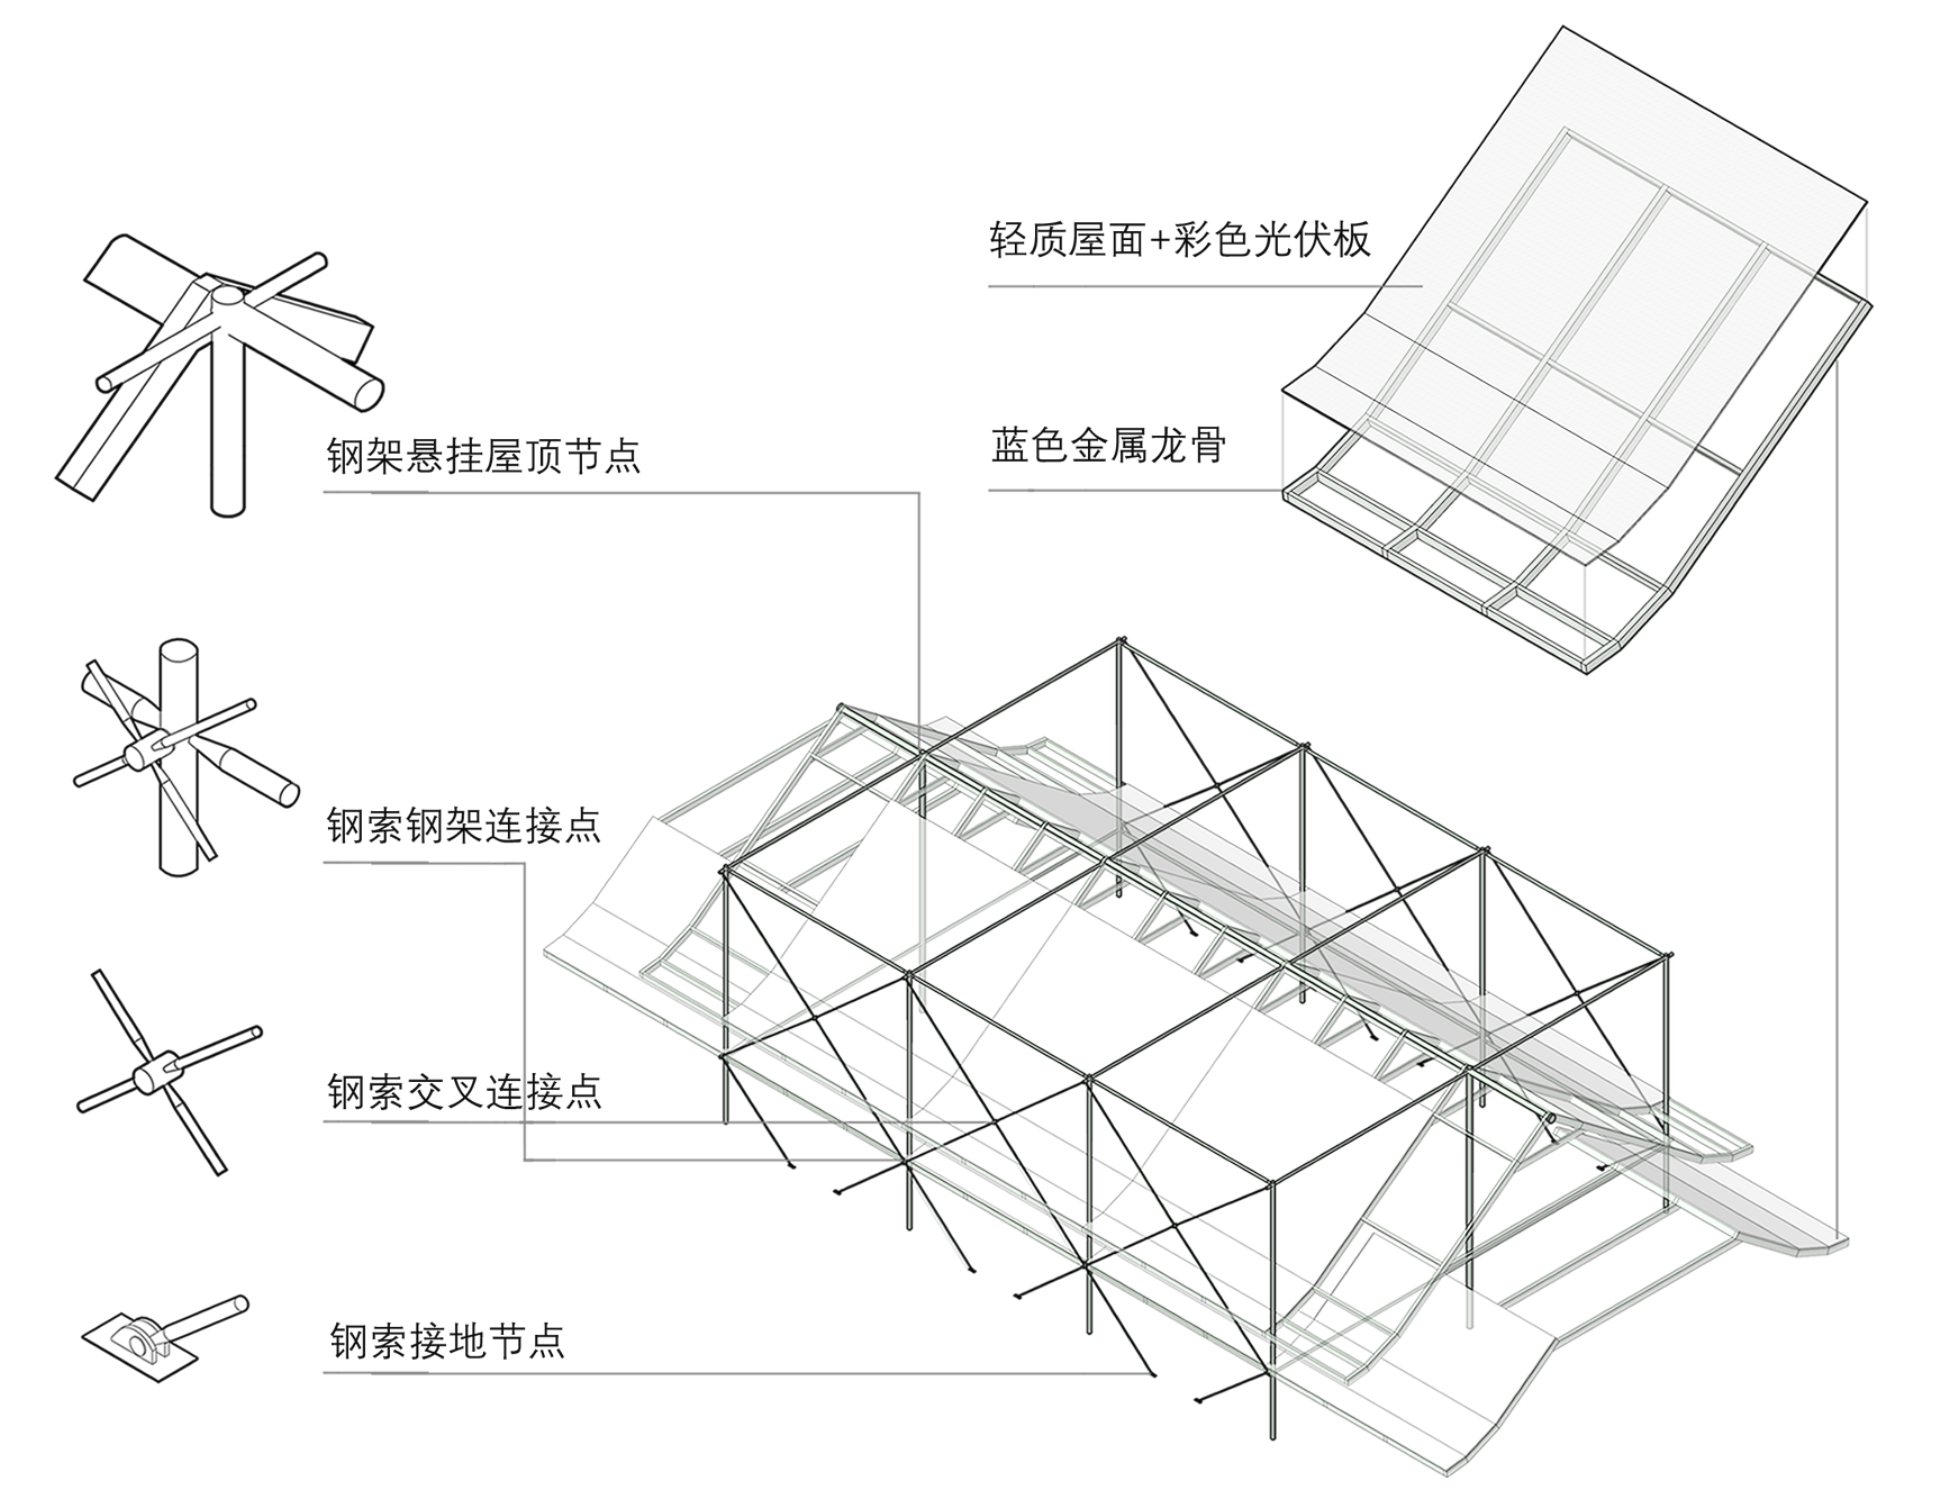 轻质屋面+彩色光伏板
蓝色金属龙骨
钢架悬挂屋顶节点
钢索钢架连接点
钢索交叉连接点
钢索接地节点